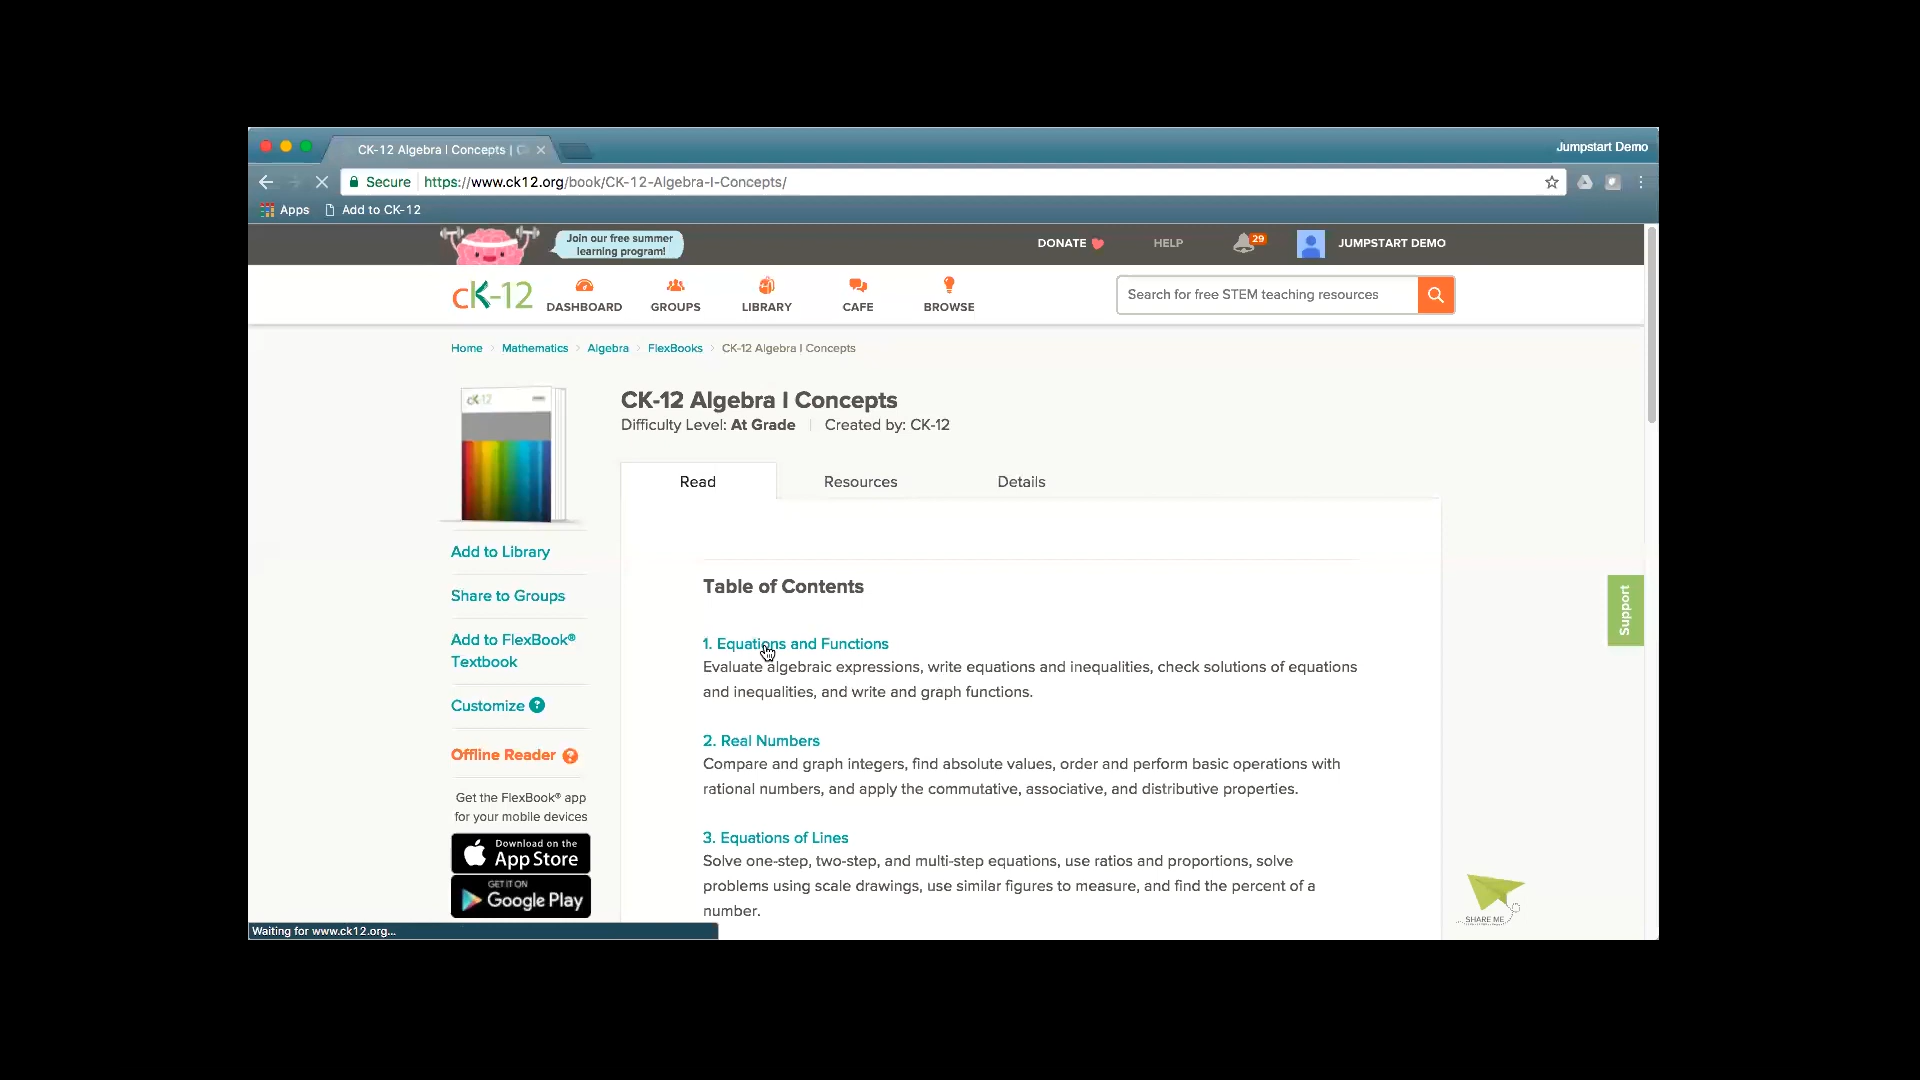 CK-12 Algebra I Concepts | C
Jumpstart Demo
Secure
https://www.ck12.org/book/CK-12-Algebra-I-Concepts/
Apps
Add to CK-12
Join our free summer
learning program!
DONATE
HELP
29
JUMPSTART DEMO
cK-12
DASHBOARD
GROUPS
LIBRARY
CAFE
BROWSE
Search for free STEM teaching resources
Home
Mathematics
Algebra
FlexBooks
CK-12 Algebra I Concepts
cK-12
CK-12 Algebra I Concepts
Difficulty Level: At Grade | Created by: CK-12
Read
Resources
Details
Add to Library
Share to Groups
Add to FlexBook®
Textbook
Customize ?
Offline Reader ?
Get the FlexBook® app
for your mobile devices
Download on the
App Store
GET IT ON
Google Play
Table of Contents
1. Equations and Functions
Evaluate algebraic expressions, write equations and inequalities, check solutions of equations
and inequalities, and write and graph functions.
2. Real Numbers
Compare and graph integers, find absolute values, order and perform basic operations with
rational numbers, and apply the commutative, associative, and distributive properties.
3. Equations of Lines
Solve one-step, two-step, and multi-step equations, use ratios and proportions, solve
problems using scale drawings, use similar figures to measure, and find the percent of a
number.
Support
SHARE ME
Waiting for www.ck12.org...